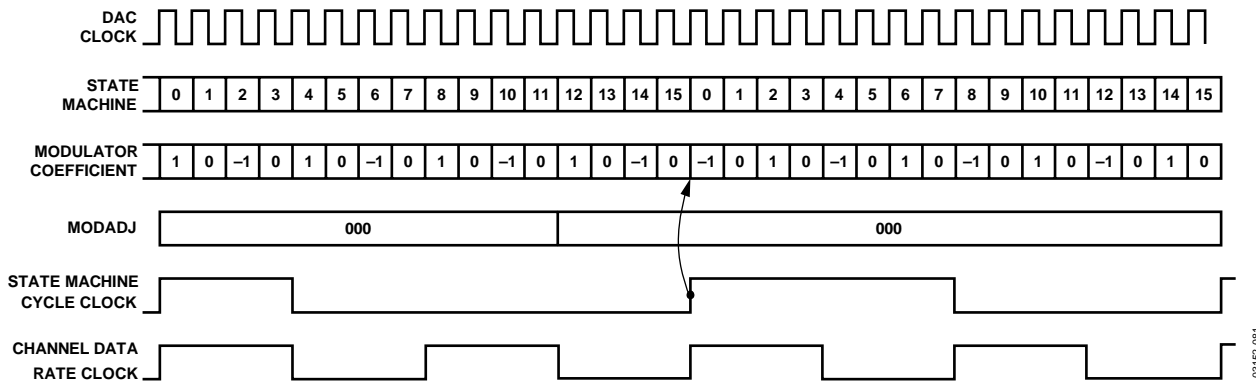 DAC
CLOCK
STATE
MACHINE
0 1 2 3 4 5 6 7 8 9 10 11 12 13 14 15 0 1 2 3 4 5 6 7 8 9 10 11 12 13 14 15
MODULATOR
COEFFICIENT
1 0 –1 0 1 0 –1 0 1 0 –1 0 1 0 –1 0 –1 0 1 0 –1 0 1 0 –1 0 1 0 –1 0 1 0
MODADJ
000 000
STATE MACHINE
CYCLE CLOCK
CHANNEL DATA
RATE CLOCK
03152-081